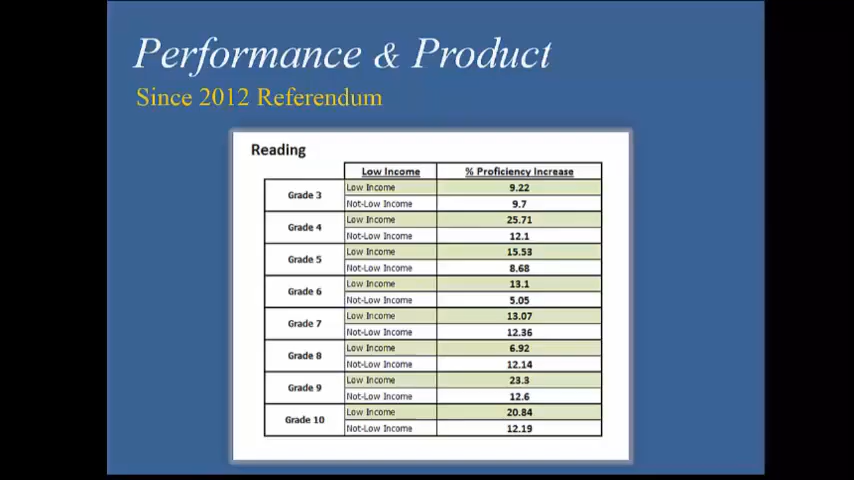 Performance & Product
Since 2012 Referendum
Reading
Low Income % Proficiency Increase
Grade 3 Low Income 9.22
Not-Low Income 9.7
Grade 4 Low Income 25.71
Not-Low Income 12.1
Grade 5 Low Income 15.53
Not-Low Income 8.68
Grade 6 Low Income 13.1
Not-Low Income 5.05
Grade 7 Low Income 13.07
Not-Low Income 12.36
Grade 8 Low Income 6.92
Not-Low Income 12.14
Grade 9 Low Income 23.3
Not-Low Income 12.6
Grade 10 Low Income 20.84
Not-Low Income 12.19